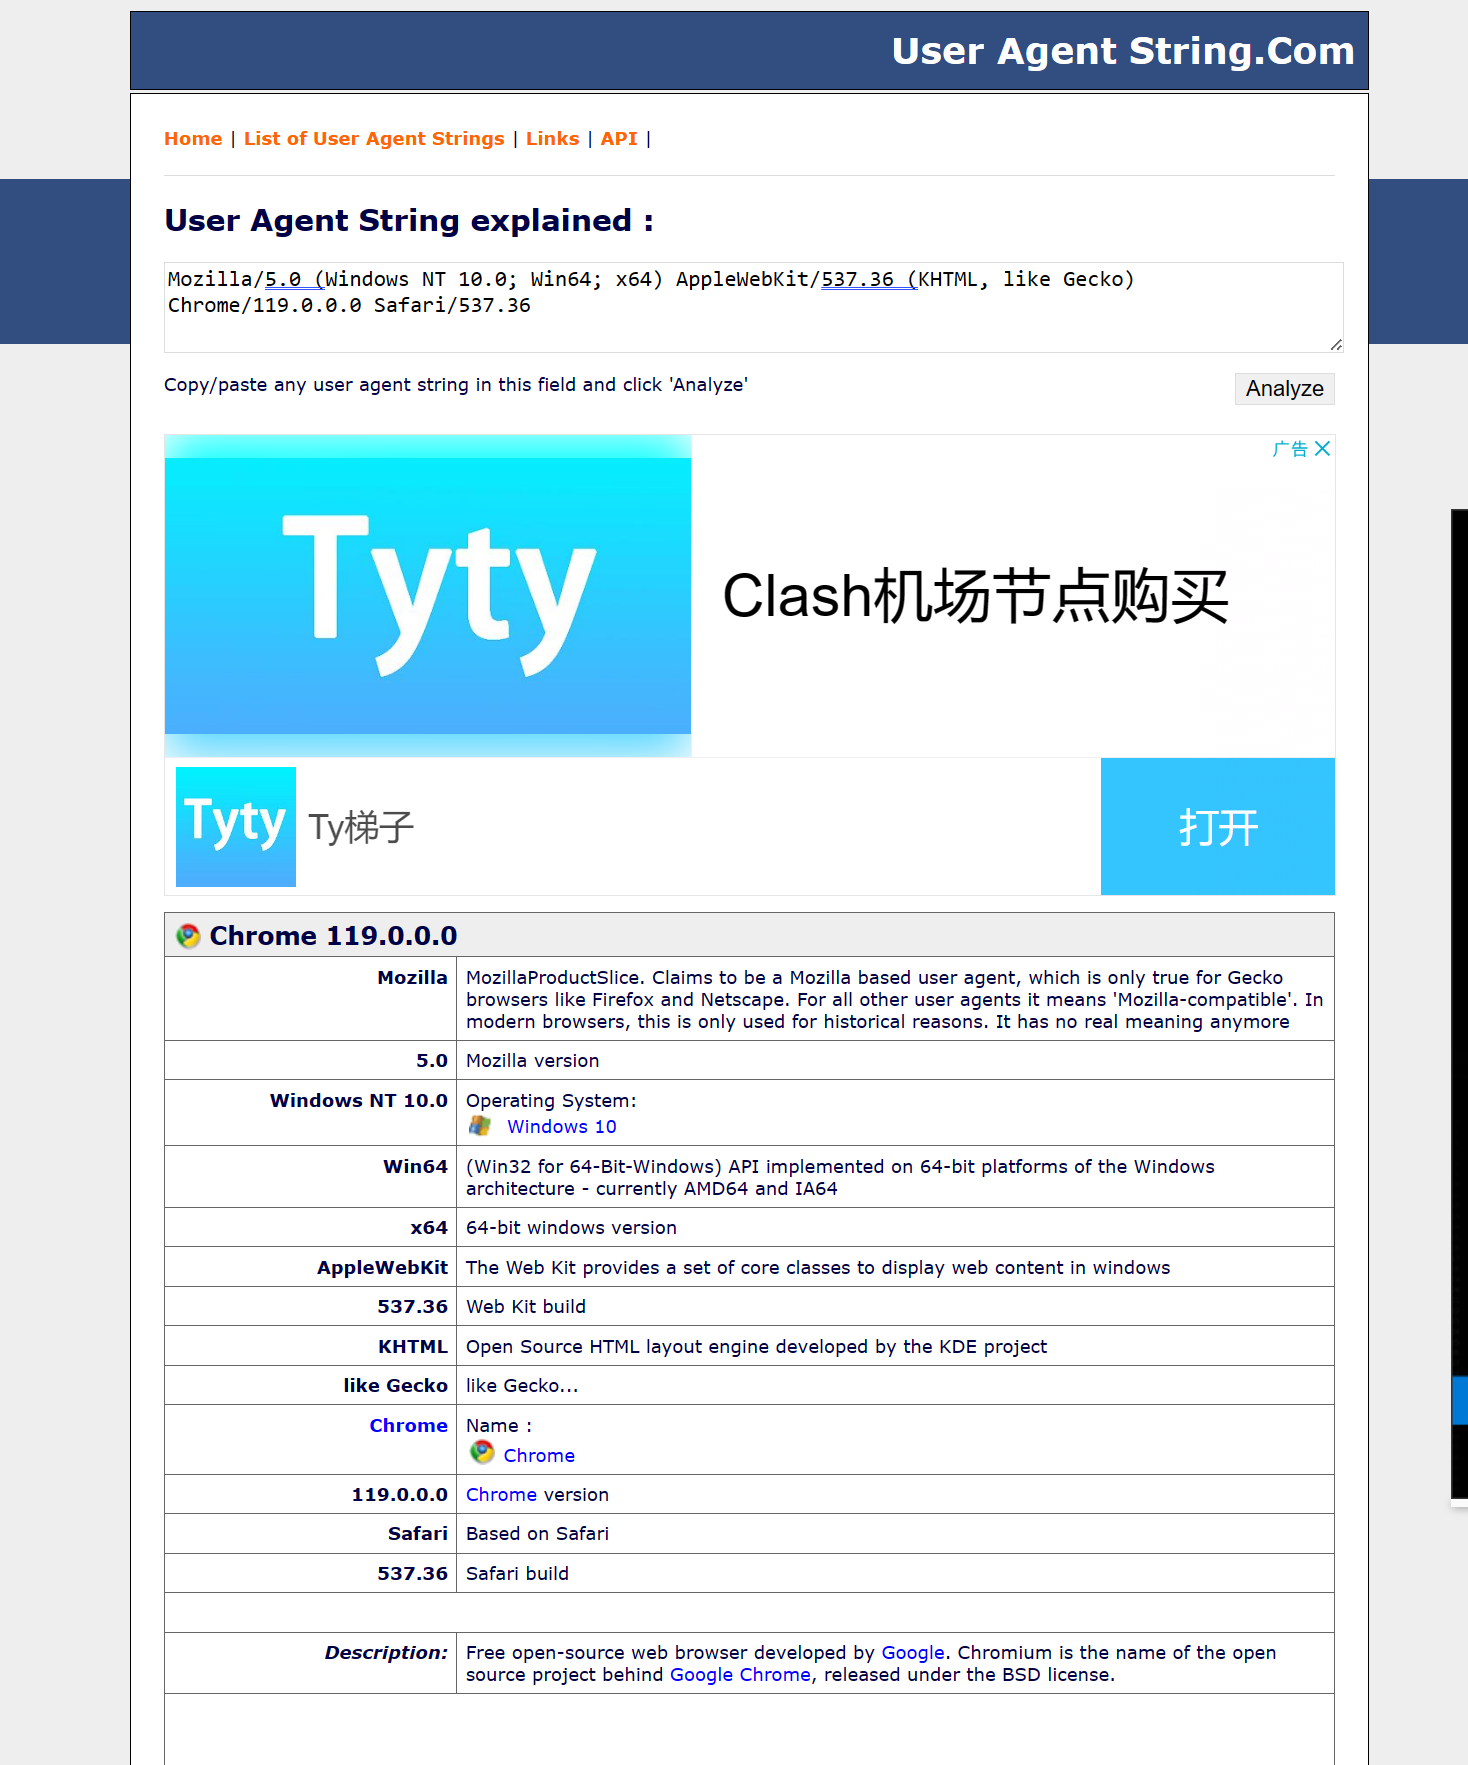 User Agent String.Com
Home | List of User Agent Strings | Links | API |
User Agent String explained :
Mozilla/5.0 (Windows NT 10.0; Win64; x64) AppleWebKit/537.36 (KHTML, like Gecko)
Chrome/119.0.0.0 Safari/537.36
Copy/paste any user agent string in this field and click 'Analyze'
Analyze
广告
Tyty
Clash机场节点购买
Tyty
Ty梯子
打开
Chrome 119.0.0.0
Mozilla MozillaProductSlice. Claims to be a Mozilla based user agent, which is only true for Gecko
browsers like Firefox and Netscape. For all other user agents it means 'Mozilla-compatible'. In
modern browsers, this is only used for historical reasons. It has no real meaning anymore
5.0 Mozilla version
Windows NT 10.0 Operating System:
Windows 10
Win64 (Win32 for 64-Bit-Windows) API implemented on 64-bit platforms of the Windows
architecture - currently AMD64 and IA64
x64 64-bit windows version
AppleWebKit The Web Kit provides a set of core classes to display web content in windows
537.36 Web Kit build
KHTML Open Source HTML layout engine developed by the KDE project
like Gecko like Gecko...
Chrome Name :
Chrome
119.0.0.0 Chrome version
Safari Based on Safari
537.36 Safari build
Description: Free open-source web browser developed by Google. Chromium is the name of the open
source project behind Google Chrome, released under the BSD license.